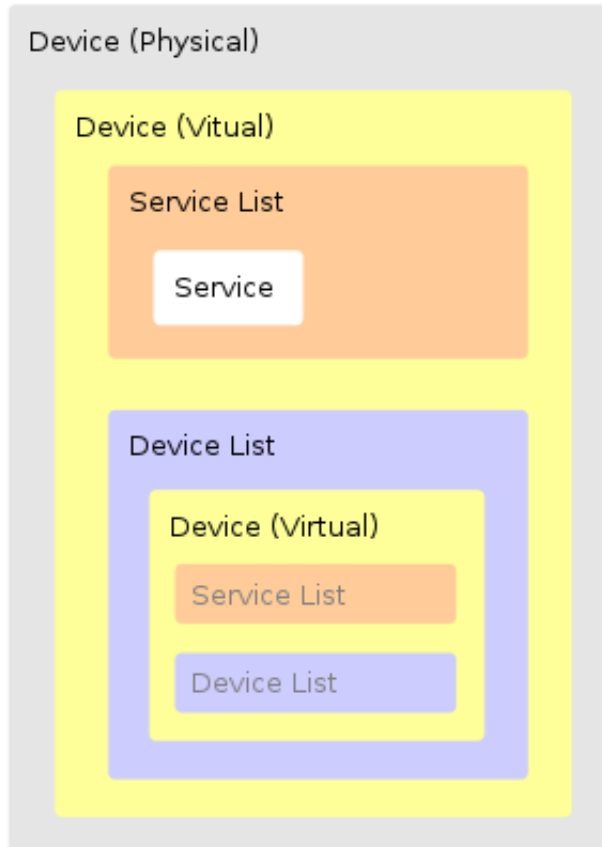 Device (Physical)
Device (Vitual)
Service List
Service
Device List
Device (Virtual)
Service List
Device List